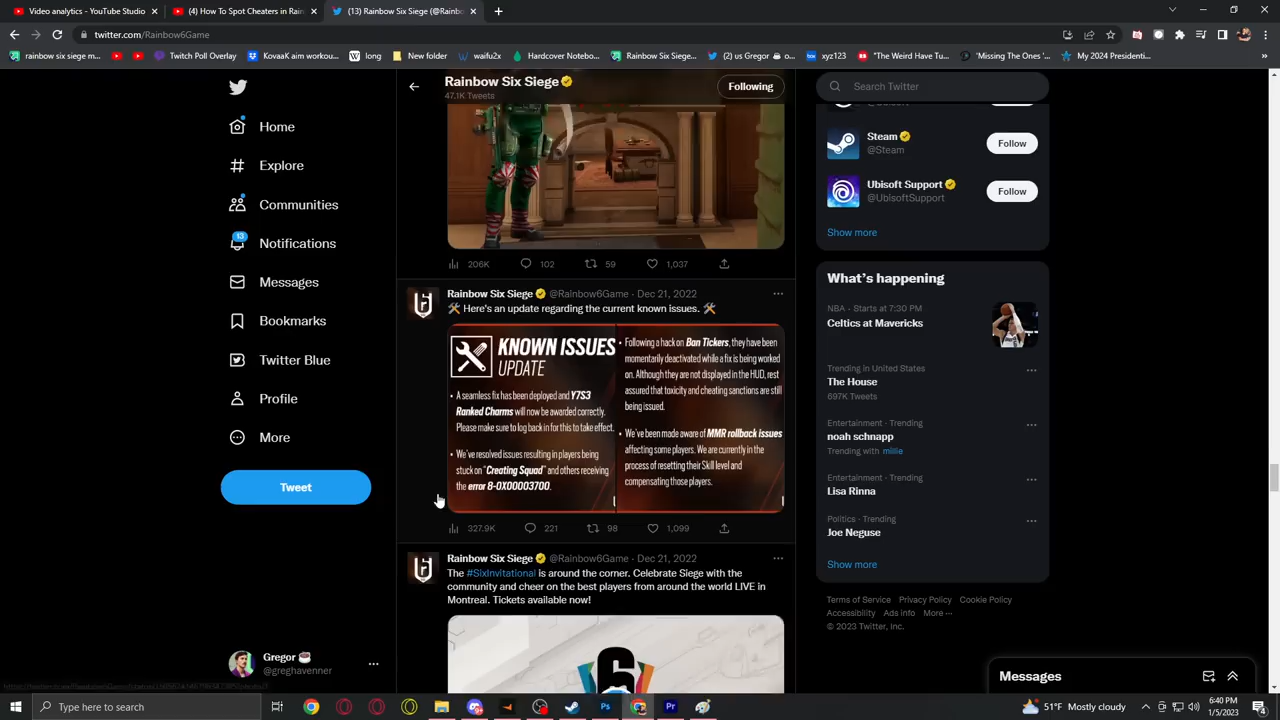 Video analytics - YouTube Studio
(4) How To Spot Cheaters in Rain
(13) Rainbow Six Siege (@Rainbo
twitter.com/Rainbow6Game
rainbow six siege m...
Twitch Poll Overlay
KovaaK aim workou...
long
New folder
waifu2x
Hardcover Notebo...
Rainbow Six Siege...
(2) us Gregor
o...
xyz123
"The Weird Have Tu...
'Missing The Ones '...
My 2024 Presidenti...
Rainbow Six Siege
47.1K Tweets
Following
Search Twitter
Home
Explore
Communities
13
Notifications
Messages
Bookmarks
Twitter Blue
Profile
More
Tweet
Gregor
@greghavenner
206K
102
59
1,037
Rainbow Six Siege @Rainbow6Game · Dec 21, 2022
Here's an update regarding the current known issues.
KNOWN ISSUES
UPDATE
• A seamless fix has been deployed and Y7S3
Ranked Charms will now be awarded correctly.
Please make sure to log back in for this to take effect.
• We've resolved issues resulting in players being
stuck on "Creating Squad" and others receiving
the error 8-0X00003700.
• Following a hack on Ban Tickers, they have been
momentarily deactivated while a fix is being worked
on. Although they are not displayed in the HUD, rest
assured that toxicity and cheating sanctions are still
being issued.
• We've been made aware of MMR rollback issues
affecting some players. We are currently in the
process of resetting their Skill level and
compensating those players.
327.9K
221
98
1,099
Rainbow Six Siege @Rainbow6Game · Dec 21, 2022
The #SixInvitational is around the corner. Celebrate Siege with the
community and cheer on the best players from around the world LIVE in
Montreal. Tickets available now!
6
@Ubisoft
Steam
@Steam
Follow
Ubisoft Support
@UbisoftSupport
Follow
Show more
What's happening
NBA · Starts at 7:30 PM
Celtics at Mavericks
Trending in United States
The House
697K Tweets
Entertainment · Trending
noah schnapp
Trending with millie
Entertainment · Trending
Lisa Rinna
Politics · Trending
Joe Neguse
Show more
Terms of Service Privacy Policy Cookie Policy
Accessibility Ads info More ···
© 2023 Twitter, Inc.
Messages
Type here to search
51°F Mostly cloudy
6:40 PM
1/5/2023